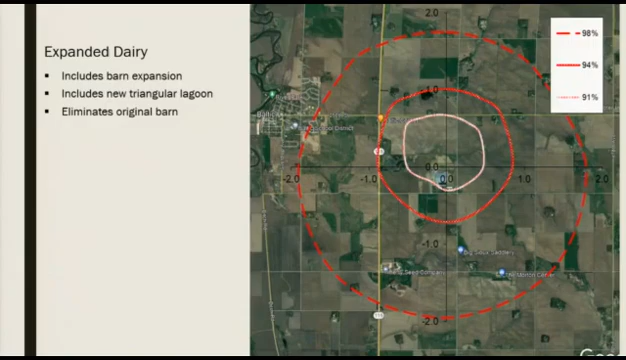 Expanded Dairy
Includes barn expansion
Includes new triangular lagoon
Eliminates original barn
2.0
98%
94%
91%
1.0
-2.0
-1.0
0.0
0.0
1.0
2.0
-1.0
Big Sioux Saddlery
Seed Company
-2.0